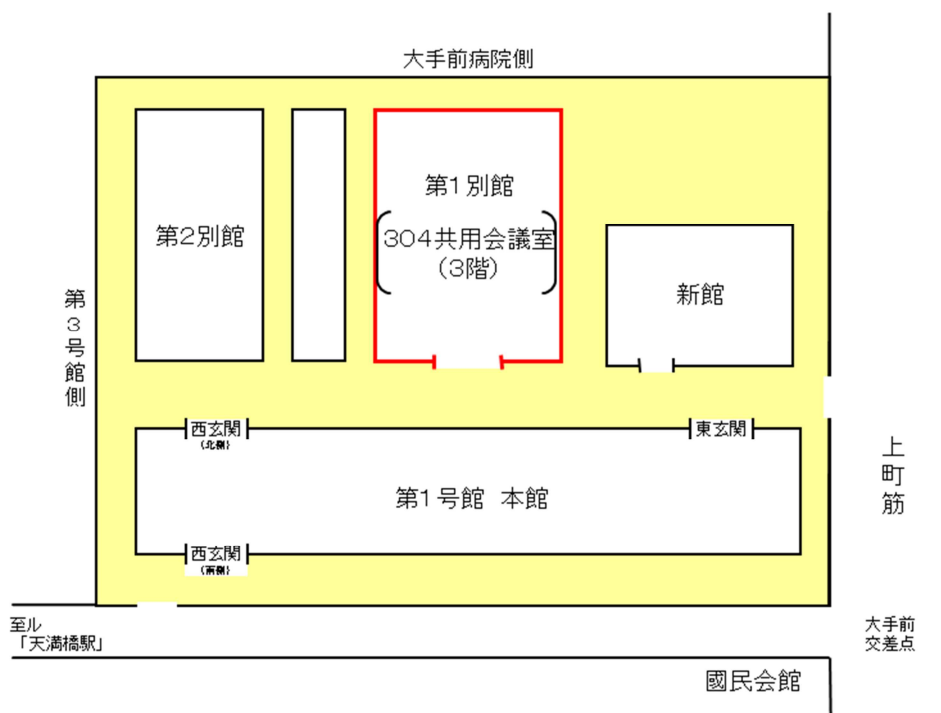 大手前病院側
第1別館
304共用会議室
(3階)
第2別館
新館
第3号館側
西玄関
(北側)
東玄関
第1号館 本館
西玄関
(南側)
上町筋
至ル
「天満橋駅」
大手前
交差点
國民会館